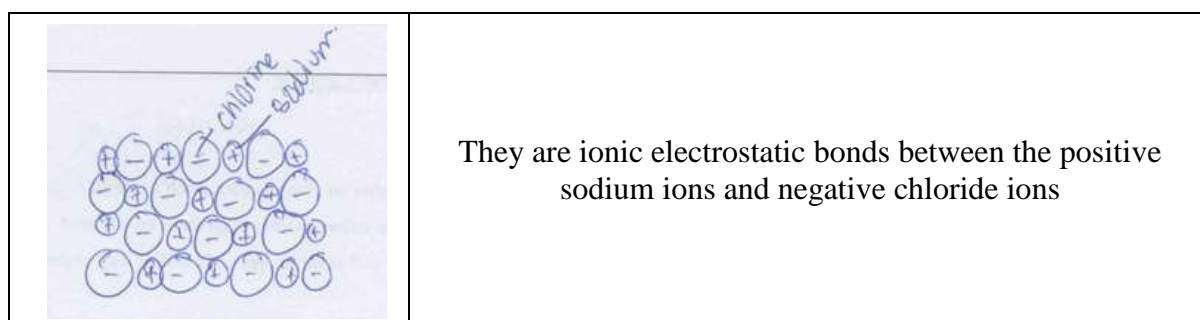 chlorine
sodium.
+ - + - + - +
- + - + - + -
+ - + - + - +
- + - + - + -
They are ionic electrostatic bonds between the positive
sodium ions and negative chloride ions